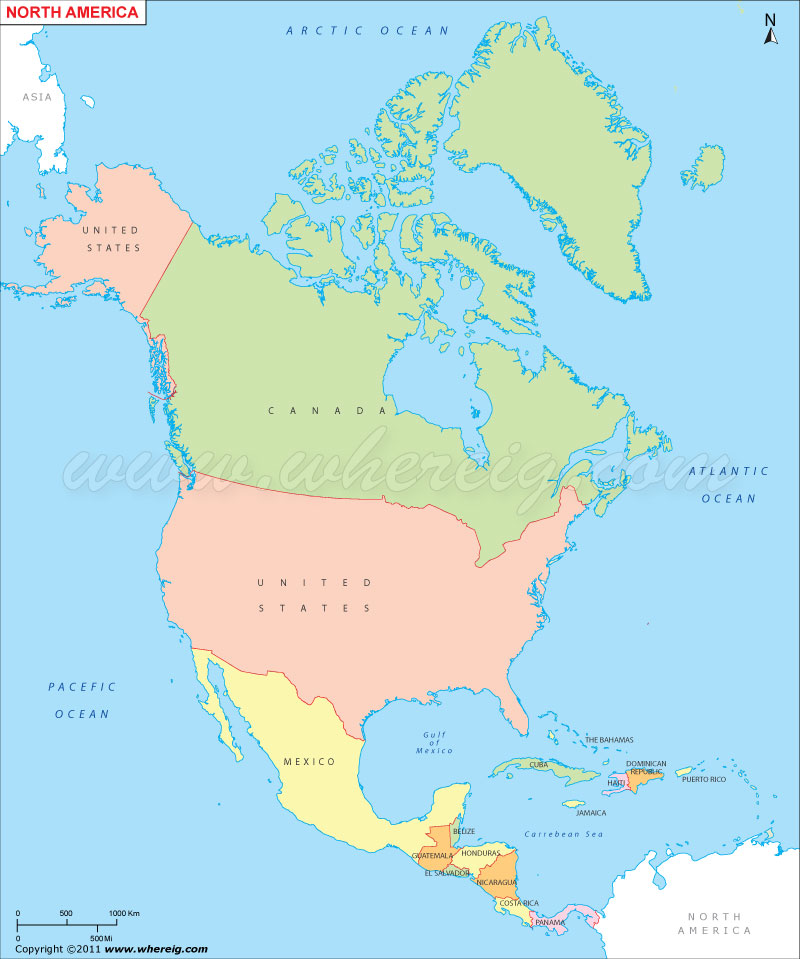 NORTH AMERICA
ARCTIC OCEAN
N
ASIA
UNITED
STATES
CANADA
www.whereig.com
ATLANTIC
OCEAN
UNITED
STATES
PACEFIC
OCEAN
Gulf
of
Mexico
THE BAHAMAS
MEXICO
CUBA
DOMINICAN
REPUBLIC
HAITI
PUERTO RICO
JAMAICA
BELIZE
Carrebean Sea
GUATEMALA
HONDURAS
EL SALVADOR
NICARAGUA
COSTA RICA
PANAMA
NORTH
AMERICA
0 500 1000 Km
0 500 Mi
Copyright ©2011 www.whereig.com